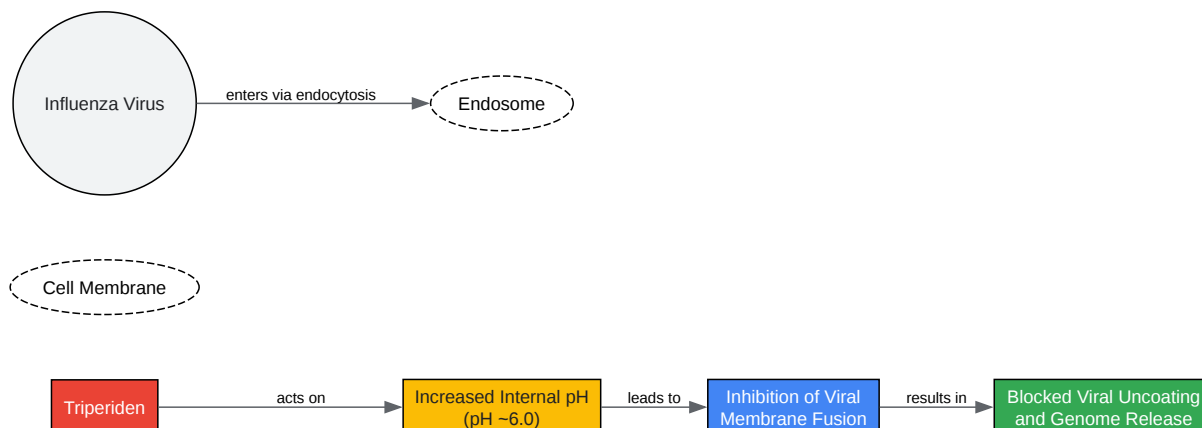 Influenza Virus
enters via endocytosis
Endosome
Cell Membrane
Triperiden
acts on
Increased Internal pH
(pH ~6.0)
leads to
Inhibition of Viral
Membrane Fusion
results in
Blocked Viral Uncoating
and Genome Release